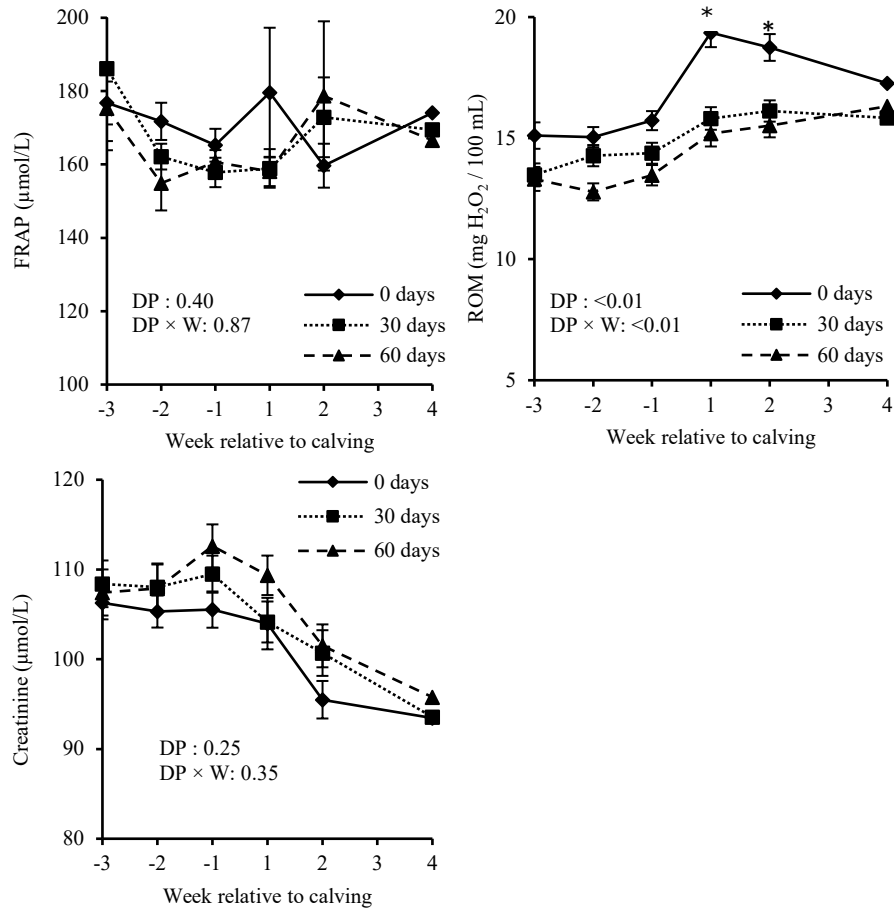 200
180
160
140
120
100
FRAP (µmol/L)
DP : 0.40
DP × W: 0.87
0 days
30 days
60 days
-3 -2 -1 1 2 3 4
Week relative to calving
20
15
10
5
ROM (mg H₂O₂ / 100 mL)
*
*
DP : <0.01
DP × W: <0.01
0 days
30 days
60 days
-3 -2 -1 1 2 3 4
Week relative to calving
120
110
100
90
80
Creatinine (µmol/L)
0 days
30 days
60 days
DP : 0.25
DP × W: 0.35
-3 -2 -1 1 2 3 4
Week relative to calving